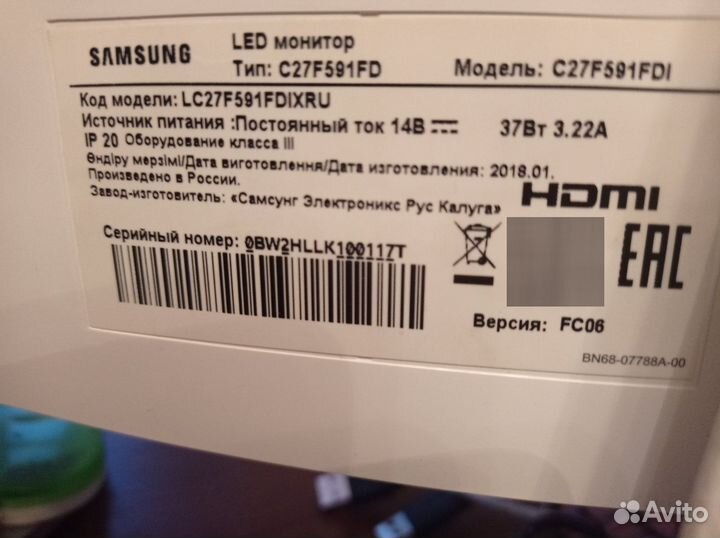 SAMSUNG
LED монитор
Тип: C27F591FD
Модель: C27F591FDI
Код модели: LC27F591FDIXRU
Источник питания :Постоянный ток 14В
37Вт 3.22А
IP 20 Оборудование класса III
Өндіру мерзімі/Дата виготовлення/Дата изготовления: 2018.01.
Произведено в России.
Завод-изготовитель: «Самсунг Электроникс Рус Калуга»
HDMI
Серийный номер: 0BW2HLLK100117T
EAC
Версия: FC06
BN68-07788A-00
Avito